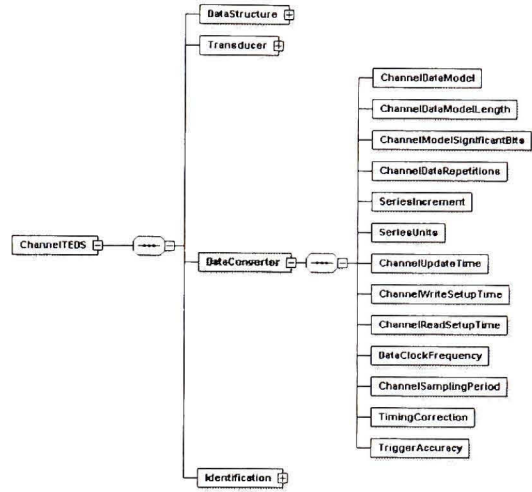 DataStructure
Transducer
ChannelTEDS
DataConverter
ChannelDataModel
ChannelDataModelLength
ChannelModelSignificantBits
ChannelDataRepetitions
SeriesIncrement
SeriesUnits
ChannelUpdateTime
ChannelWriteSetupTime
ChannelReadSetupTime
DataClockFrequency
ChannelSamplingPeriod
TimingCorrection
TriggerAccuracy
Identification